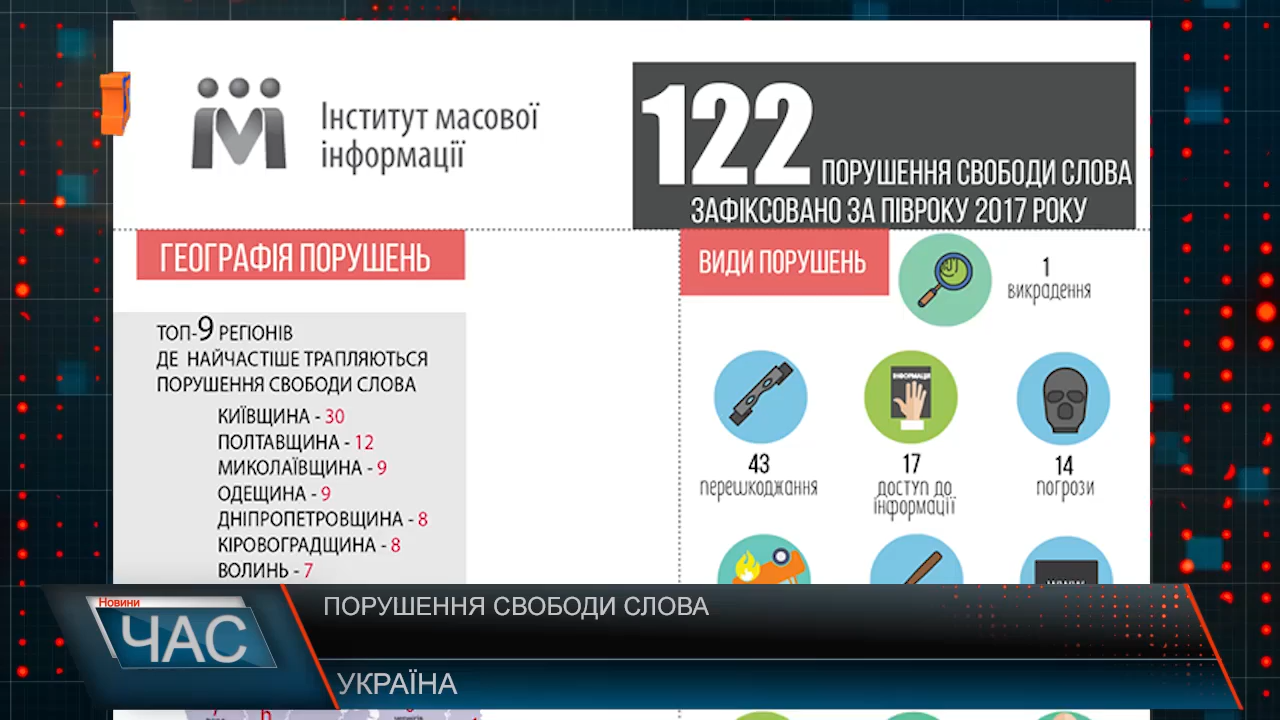 Інститут масової
інформації
122 ПОРУШЕННЯ СВОБОДИ СЛОВА
ЗАФІКСОВАНО ЗА ПІВРОКУ 2017 РОКУ
ГЕОГРАФІЯ ПОРУШЕНЬ
ТОП-9 РЕГІОНІВ
ДЕ НАЙЧАСТІШЕ ТРАПЛЯЮТЬСЯ
ПОРУШЕННЯ СВОБОДИ СЛОВА
КИЇВЩИНА - 30
ПОЛТАВЩИНА - 12
МИКОЛАЇВЩИНА - 9
ОДЕЩИНА - 9
ДНІПРОПЕТРОВЩИНА - 8
КІРОВОГРАДЩИНА - 8
ВОЛИНЬ - 7
ВИДИ ПОРУШЕНЬ
1
викрадення
ІНФОРМАЦІЯ
43
перешкоджання
17
доступ до
інформації
14
погрози
Новини
ЧАС
ПОРУШЕННЯ СВОБОДИ СЛОВА
УКРАЇНА